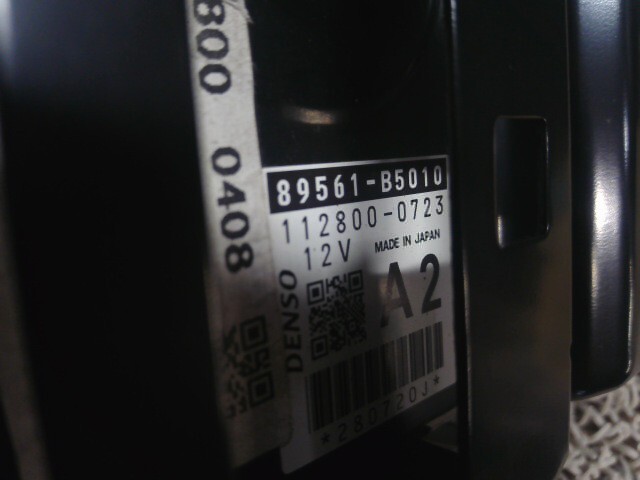 800 0408
89561-B5010
112800-0723
12V MADE IN JAPAN
DENSO
A2
*280720J*